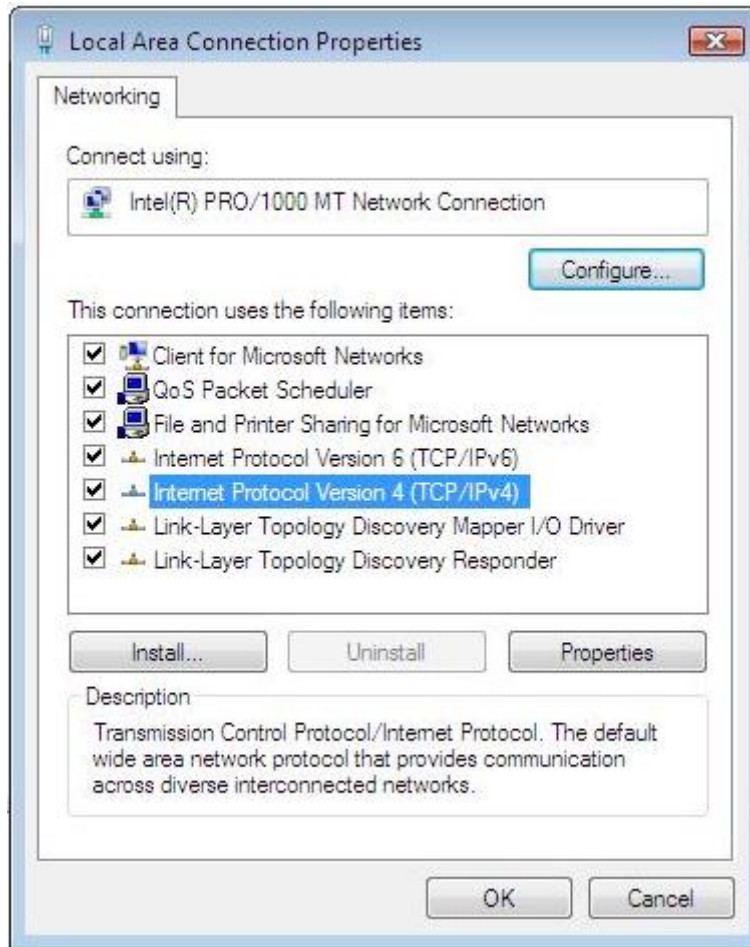 Local Area Connection Properties
Networking
Connect using:
Intel(R) PRO/1000 MT Network Connection
Configure...
This connection uses the following items:
Client for Microsoft Networks
QoS Packet Scheduler
File and Printer Sharing for Microsoft Networks
Internet Protocol Version 6 (TCP/IPv6)
Internet Protocol Version 4 (TCP/IPv4)
Link-Layer Topology Discovery Mapper I/O Driver
Link-Layer Topology Discovery Responder
Install...
Uninstall
Properties
Description
Transmission Control Protocol/Internet Protocol. The default
wide area network protocol that provides communication
across diverse interconnected networks.
OK
Cancel